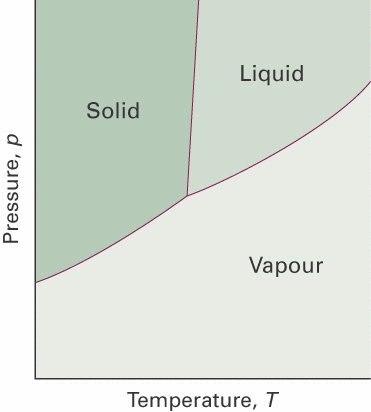 Solid
Liquid
Vapour
Pressure, p
Temperature, T